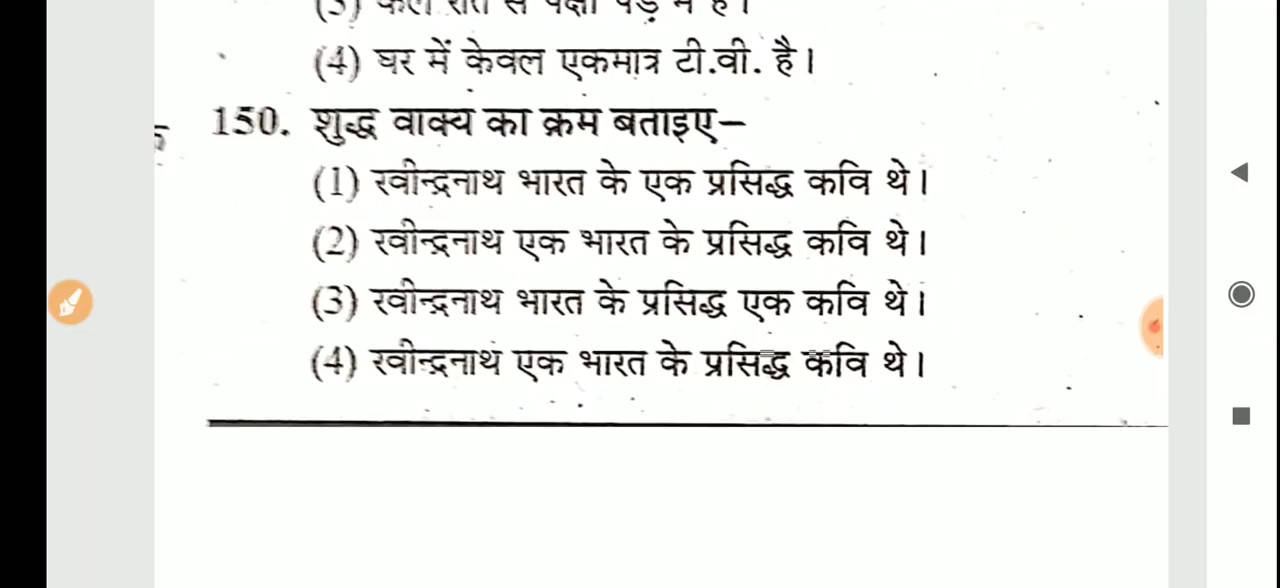 (4) घर में केवल एकमात्र टी.वी. है।
150. शुद्ध वाक्य का क्रम बताइए–
(1) रवीन्द्रनाथ भारत के एक प्रसिद्ध कवि थे।
(2) रवीन्द्रनाथ एक भारत के प्रसिद्ध कवि थे।
(3) रवीन्द्रनाथ भारत के प्रसिद्ध एक कवि थे।
(4) रवीन्द्रनाथ एक भारत के प्रसिद्ध कवि थे।